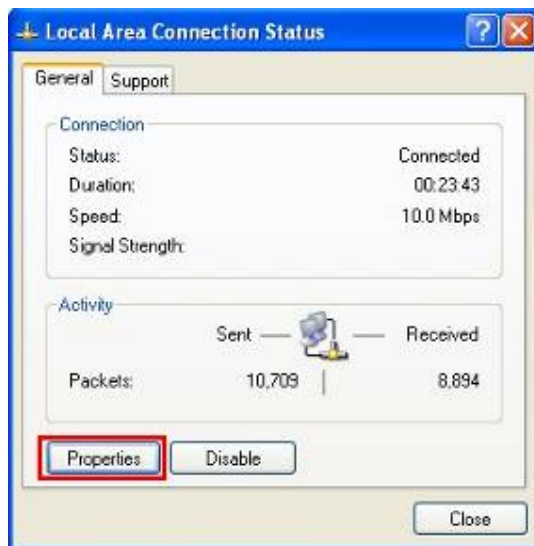 Local Area Connection Status
General Support
Connection
Status: Connected
Duration: 00:23:43
Speed: 10.0 Mbps
Signal Strength:
Activity
Sent Received
Packets: 10,709 8,894
Properties Disable
Close